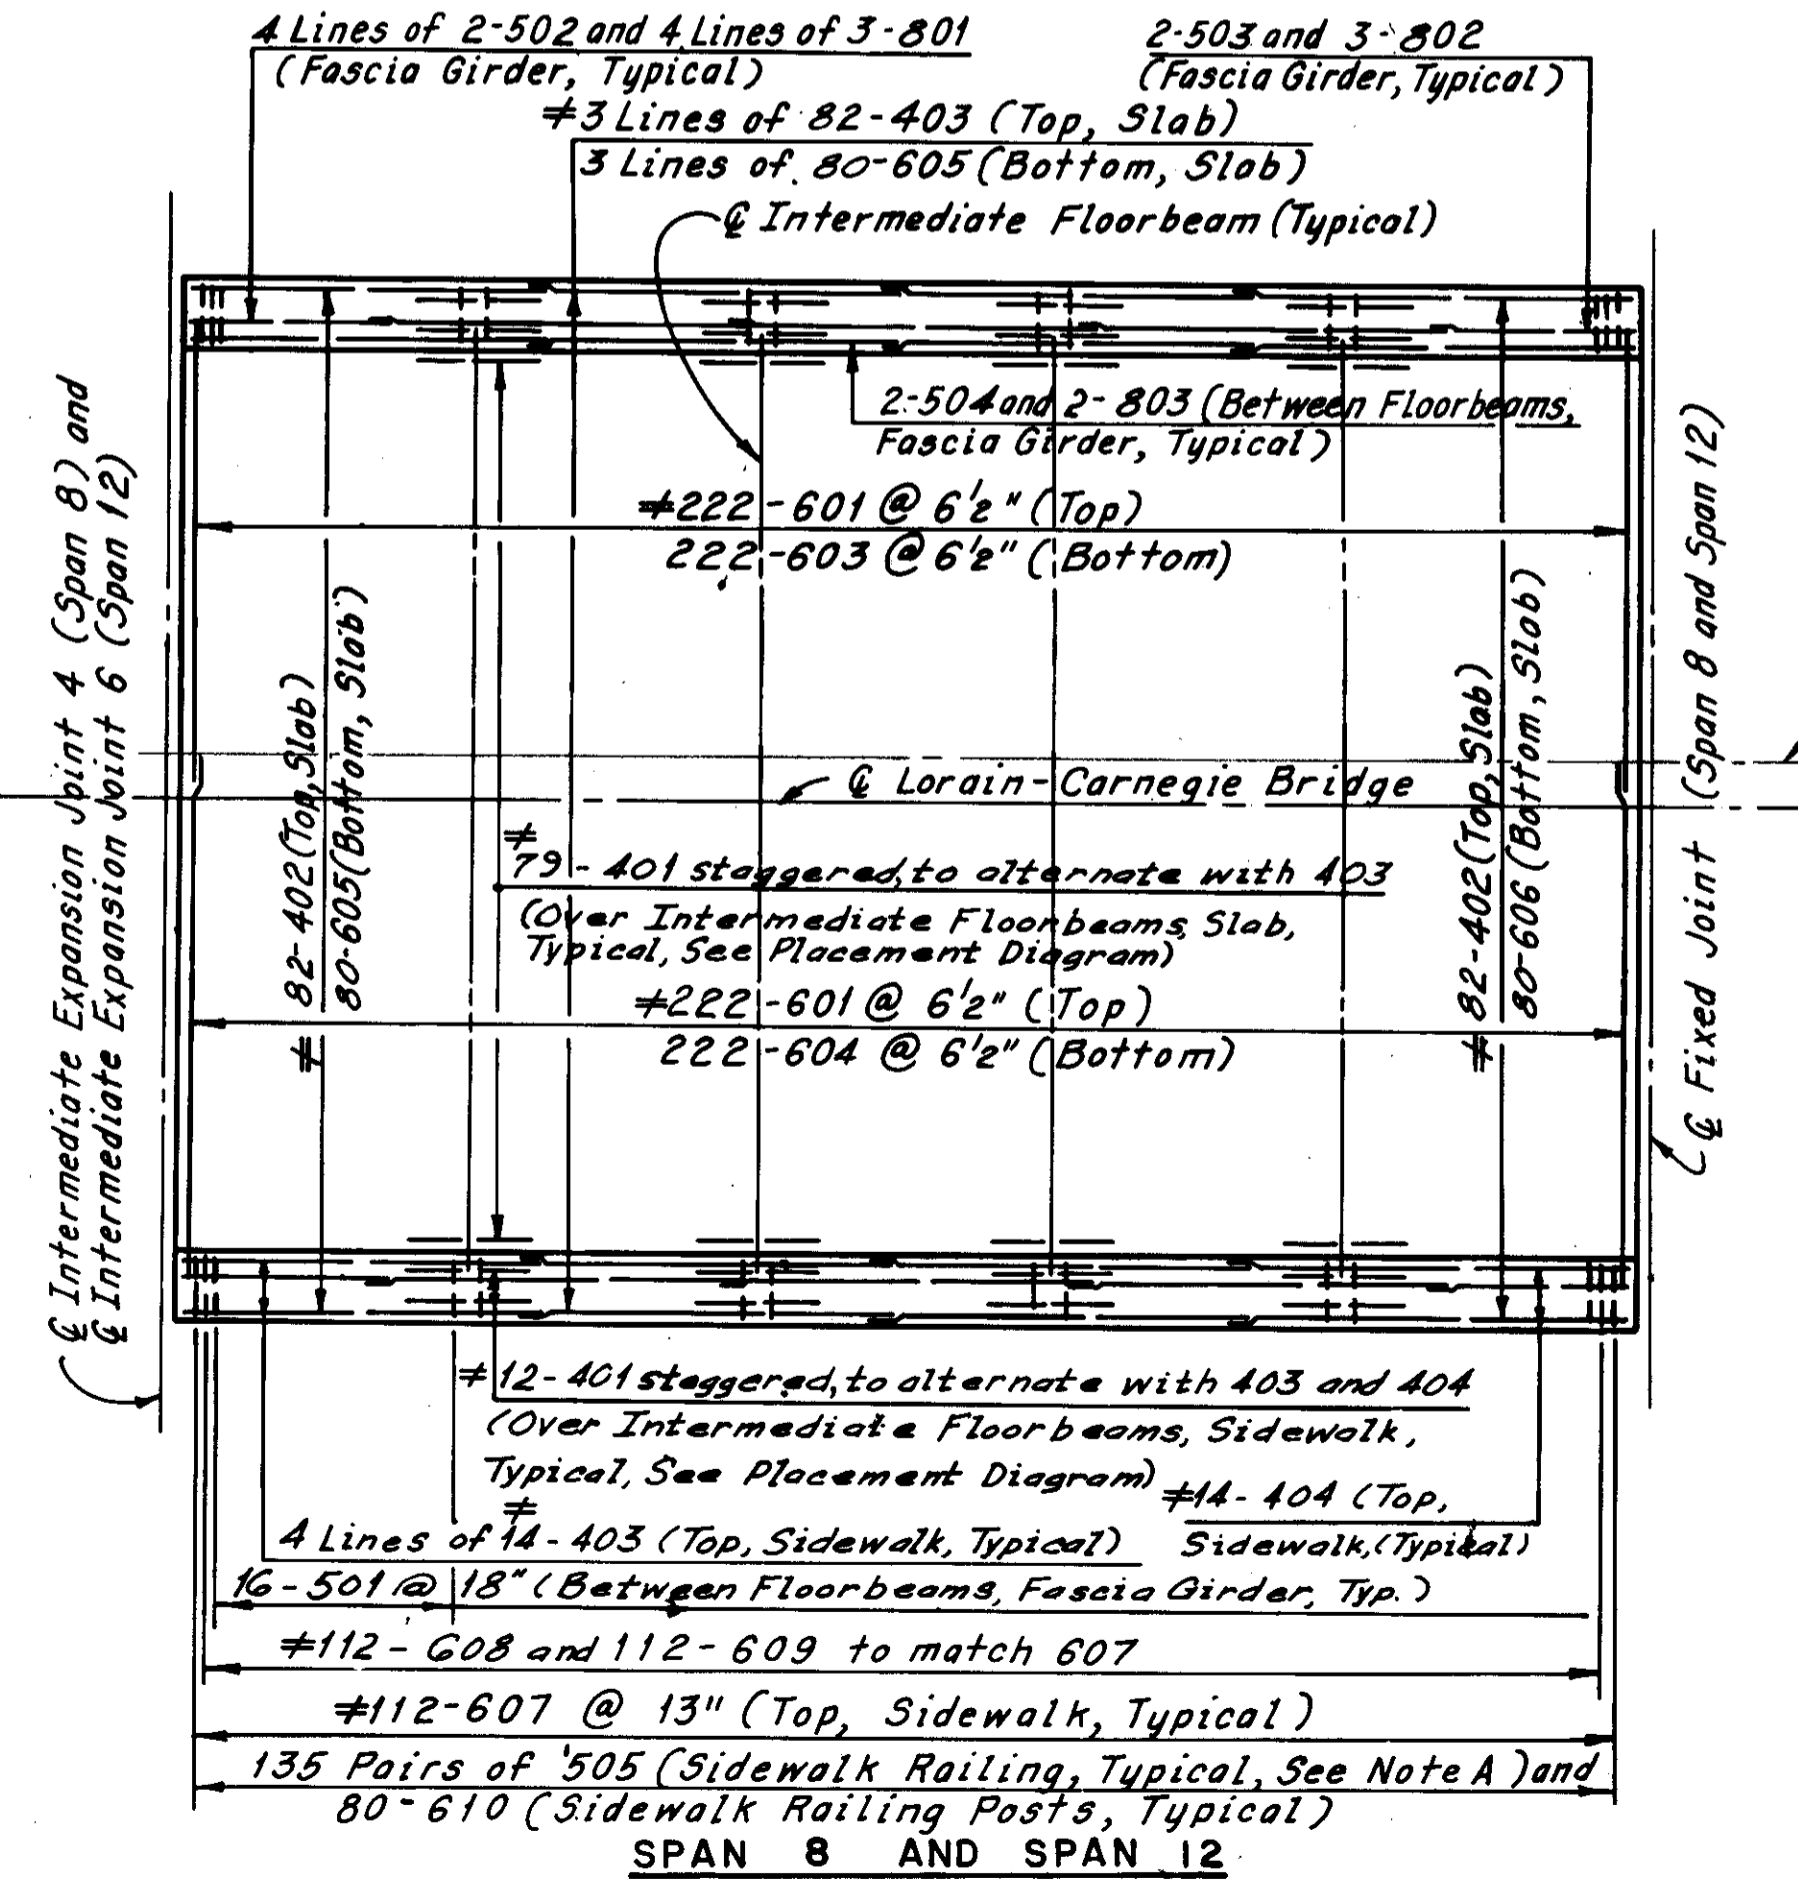 4 Lines of 2-502 and 4 Lines of 3-801
(Fascia Girder, Typical)
2-503 and 3-802
(Fascia Girder, Typical)
≠3 Lines of 82-403 (Top, Slab)
3 Lines of 80-605 (Bottom, Slab)
℄ Intermediate Floorbeam (Typical)
2-504 and 2-803 (Between Floorbeams,
Fascia Girder, Typical)
≠222-601 @ 6½" (Top)
222-603 @ 6½" (Bottom)
℄ Intermediate Expansion Joint 4 (Span 8) and
℄ Intermediate Expansion Joint 6 (Span 12)
≠ 82-402 (Top, Slab)
80-605 (Bottom, Slab)
℄ Lorain-Carnegie Bridge
≠ 82-402 (Top, Slab)
80-606 (Bottom, Slab)
℄ Fixed Joint (Span 8 and Span 12)
≠
79-401 staggered, to alternate with 403
(Over Intermediate Floorbeams, Slab,
Typical, See Placement Diagram)
≠222-601 @ 6½" (Top)
222-604 @ 6½" (Bottom)
≠12-401 staggered, to alternate with 403 and 404
(Over Intermediate Floorbeams, Sidewalk,
Typical, See Placement Diagram)
≠14-404 (Top,
Sidewalk, (Typical)
≠
4 Lines of 14-403 (Top, Sidewalk, Typical)
16-501 @ 18" (Between Floorbeams, Fascia Girder, Typ.)
≠112-608 and 112-609 to match 607
≠112-607 @ 13" (Top, Sidewalk, Typical)
135 Pairs of 505 (Sidewalk Railing, Typical, See Note A) and
80-610 (Sidewalk Railing Posts, Typical)
SPAN 8 AND SPAN 12